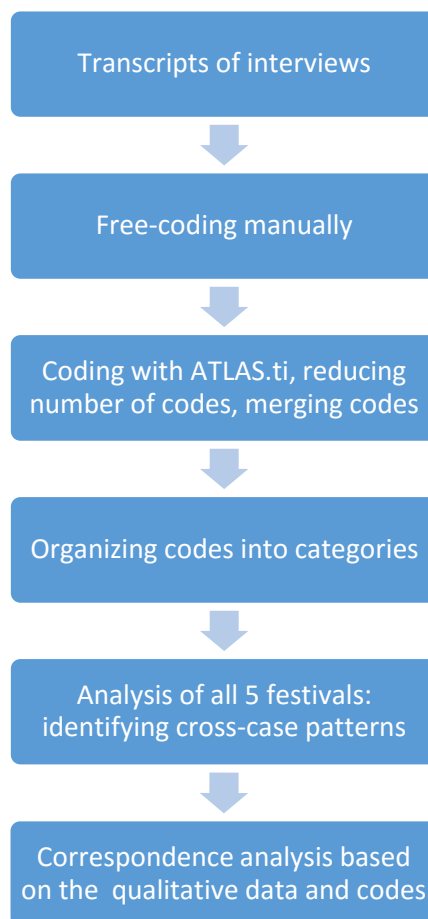 Transcripts of interviews
Free-coding manually
Coding with ATLAS.ti, reducing
number of codes, merging codes
Organizing codes into categories
Analysis of all 5 festivals:
identifying cross-case patterns
Correspondence analysis based
on the qualitative data and codes